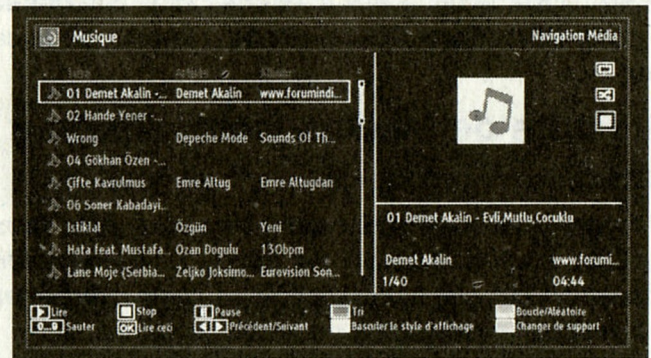 Musique
Navigation Média
01 Demet Akalin -... Demet Akalin www.forumindi...
02 Hande Yener -...
Wrong Depeche Mode Sounds Of Th...
04 Gökhan Özen -...
Çifte Kavrulmus Emre Altug Emre Altugdan
06 Soner Kabadayi...
Istiklal Özgün Yeni
Hata feat. Mustafa... Ozan Dogulu 130bpm
Lane Moje (Serbia... Zeljko Joksimo... Eurovision Son...
01 Demet Akalin - Evli,Mutlu,Cocuklu
Demet Akalin www.forumi...
1/40 04:44
Lire Stop Pause Tri Boucle/Aléatoire
0...9 Sauter OK Lire ceci Précédent/Suivant Basculer le style d'affichage Changer de support